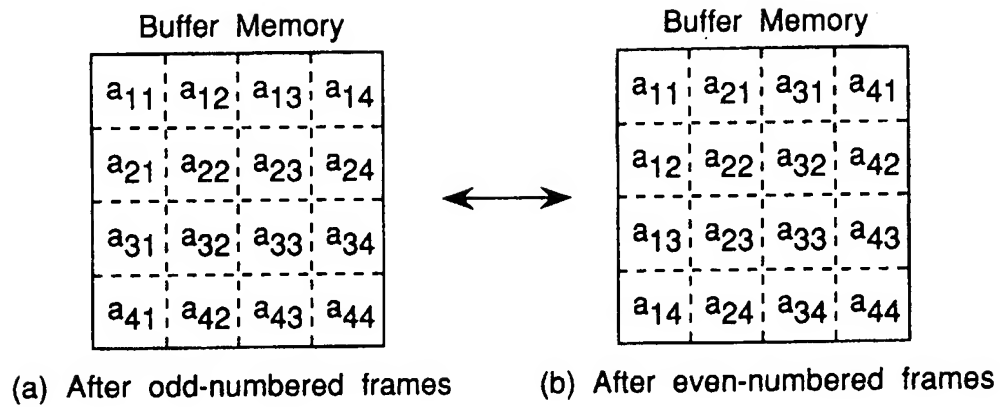 Buffer Memory
a11 a12 a13 a14
a21 a22 a23 a24
a31 a32 a33 a34
a41 a42 a43 a44
(a) After odd-numbered frames
Buffer Memory
a11 a21 a31 a41
a12 a22 a32 a42
a13 a23 a33 a43
a14 a24 a34 a44
(b) After even-numbered frames